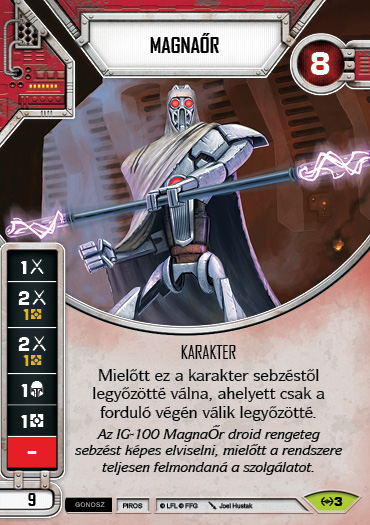 MAGNAŐR
8
1
2
1
2
1
1
1
–
KARAKTER
Mielőtt ez a karakter sebzéstől
legyőzötté válna, ahelyett csak a
forduló végén válik legyőzötté.
Az IG-100 MagnaŐr droid rengeteg
sebzést képes elviselni, mielőtt a rendszere
teljesen felmondaná a szolgálatot.
9
GONOSZ PIROS © LFL © FFG Joel Hustak
3